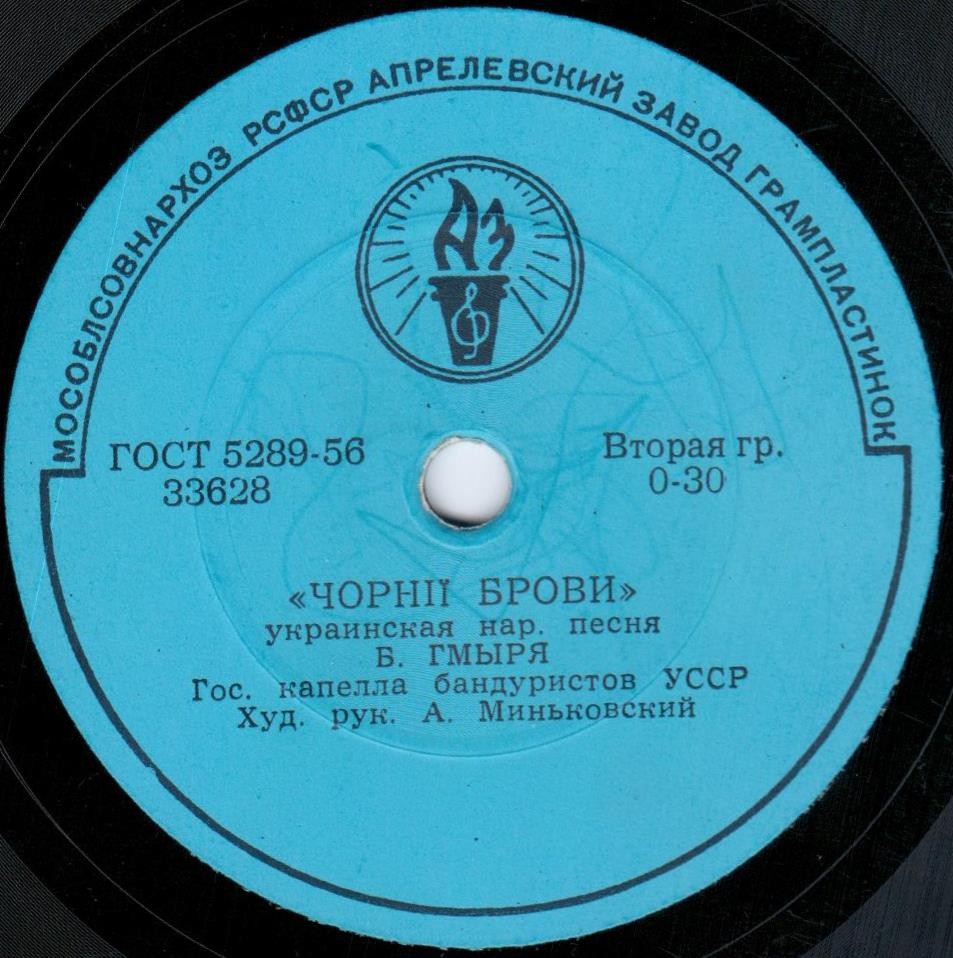 МОСОБЛСОВНАРХОЗ РСФСР АПРЕЛЕВСКИЙ ЗАВОД ГРАМПЛАСТИНОК
АЗ
ГОСТ 5289-56
33628
Вторая гр.
0-30
«ЧОРНІЇ БРОВИ»
украинская нар. песня
Б. ГМЫРЯ
Гос. капелла бандуристов УССР
Худ. рук. А. Миньковский